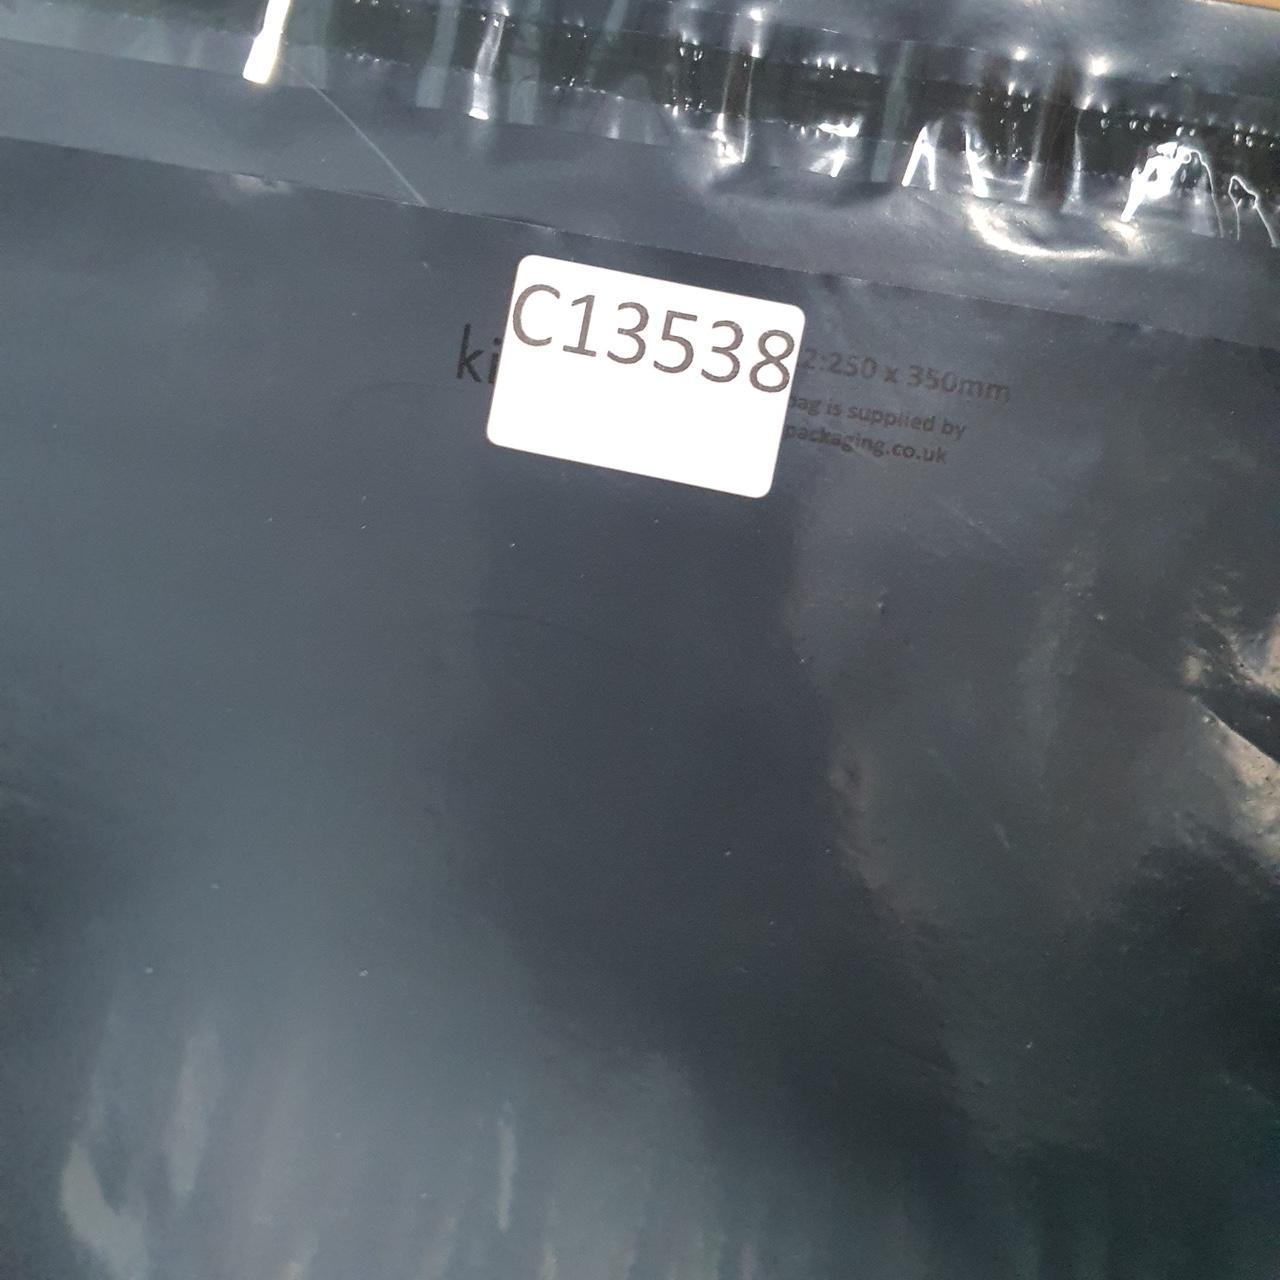 C13538
ki
2:250 x 350mm
bag is supplied by
packaging.co.uk